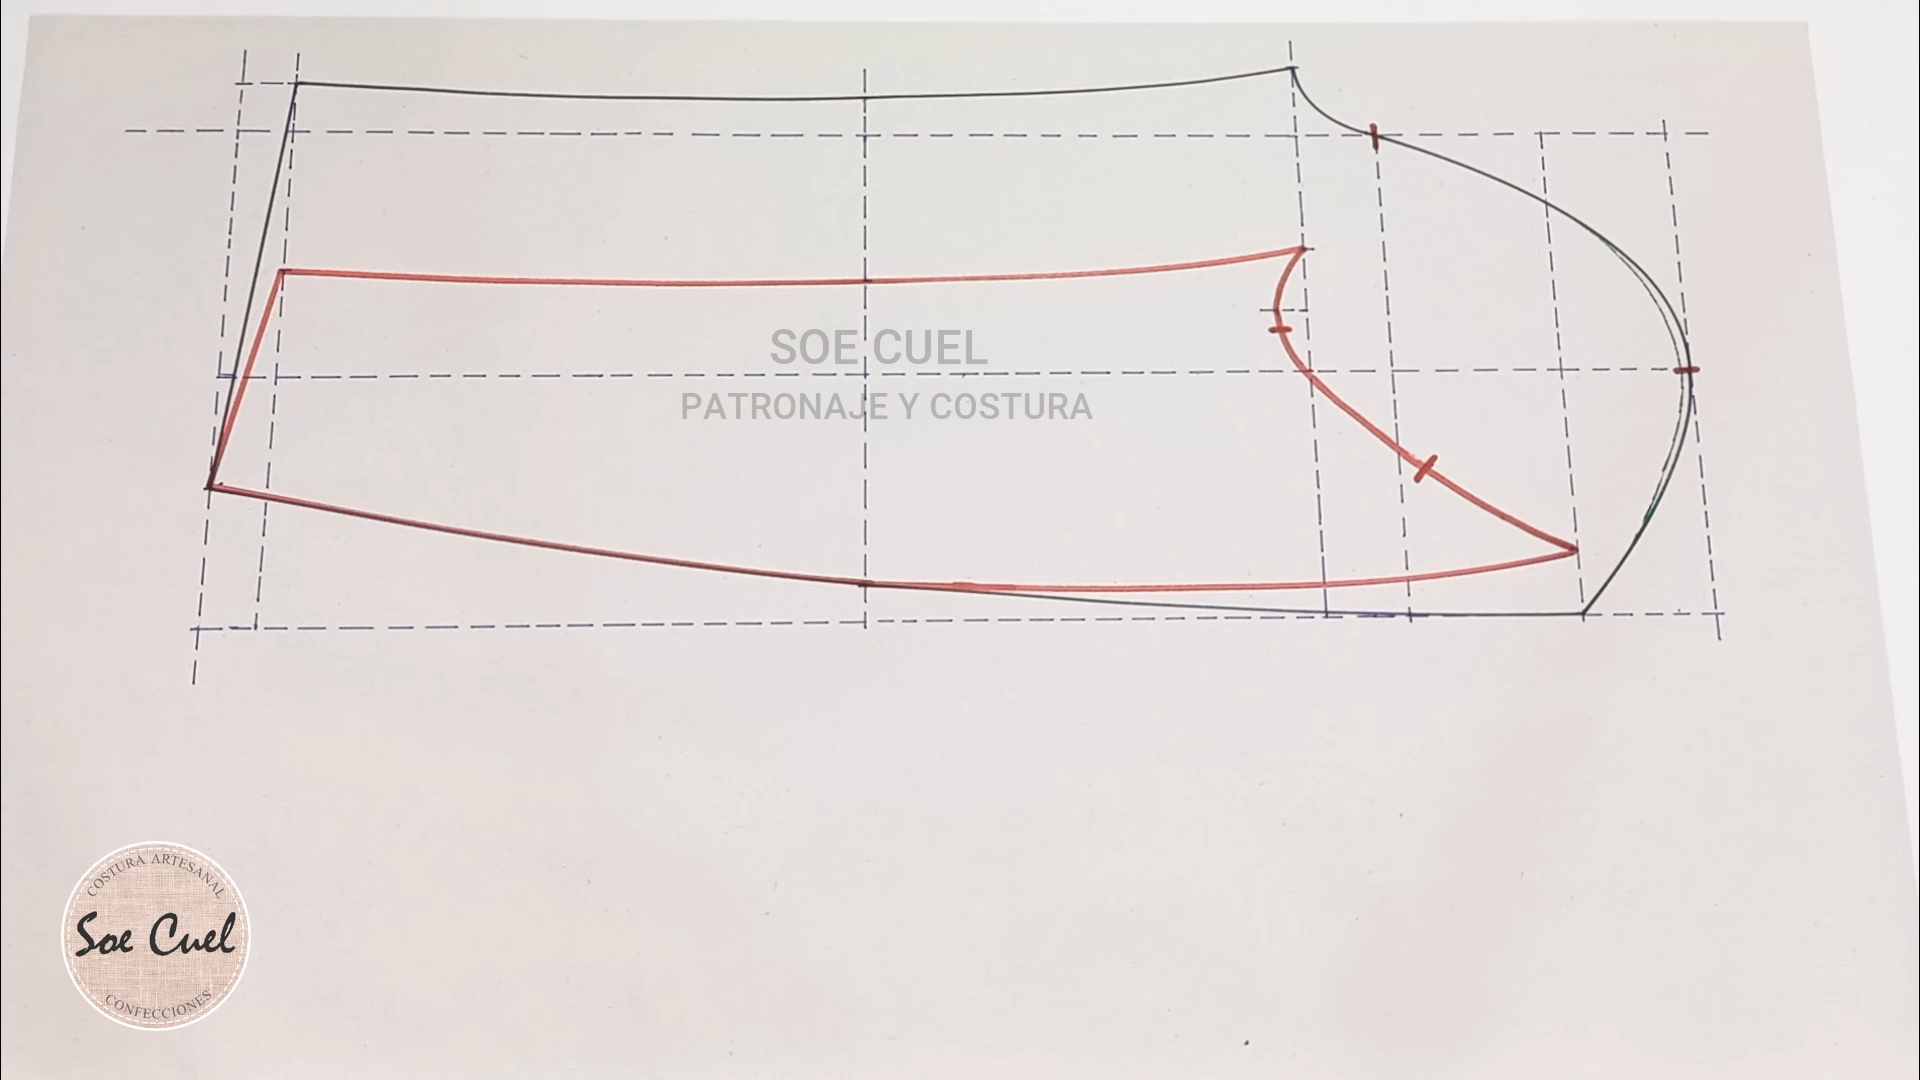 SOE CUEL
PATRONAJE Y COSTURA
COSTURA ARTESANAL
Soe Cuel
CONFECCIONES